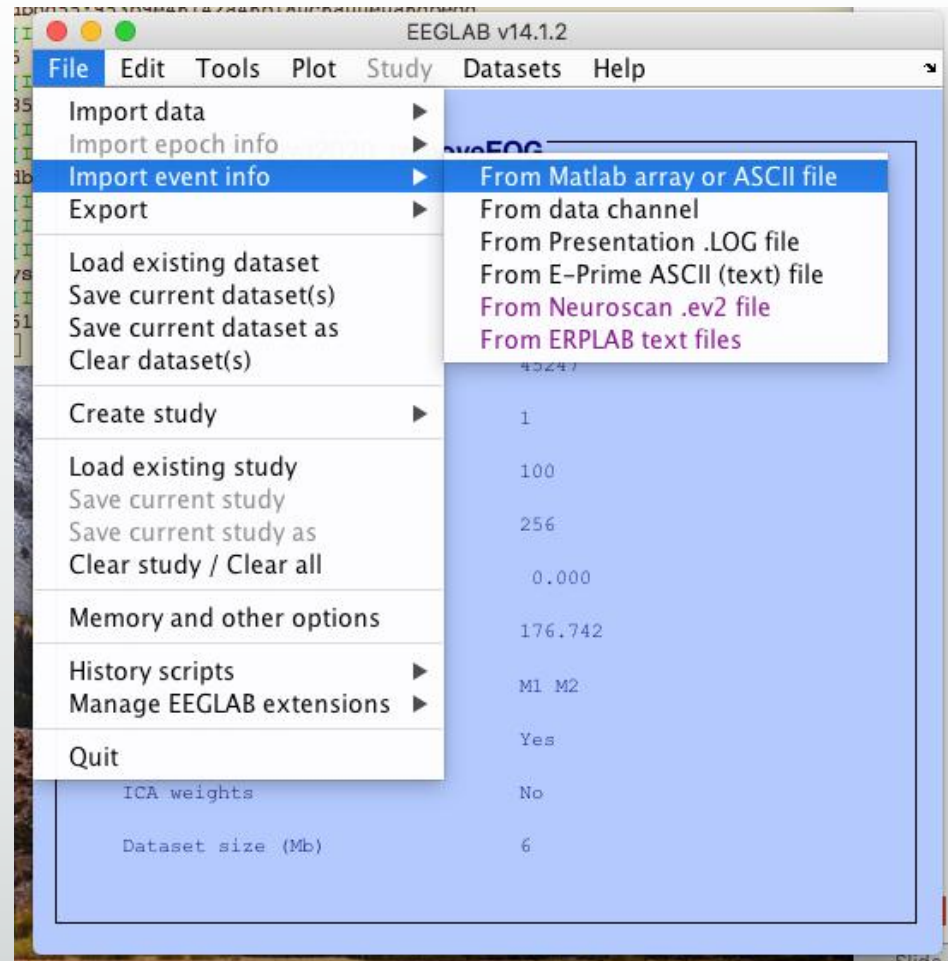 EEGLAB v14.1.2
File Edit Tools Plot Study Datasets Help
Import data
Import epoch info
Import event info
Export
Load existing dataset
Save current dataset(s)
Save current dataset as
Clear dataset(s)
Create study
Load existing study
Save current study
Save current study as
Clear study / Clear all
Memory and other options
History scripts
Manage EEGLAB extensions
Quit
From Matlab array or ASCII file
From data channel
From Presentation .LOG file
From E-Prime ASCII (text) file
From Neuroscan .ev2 file
From ERPLAB text files
45247
1
100
256
0.000
176.742
M1 M2
Yes
ICA weights No
Dataset size (Mb) 6